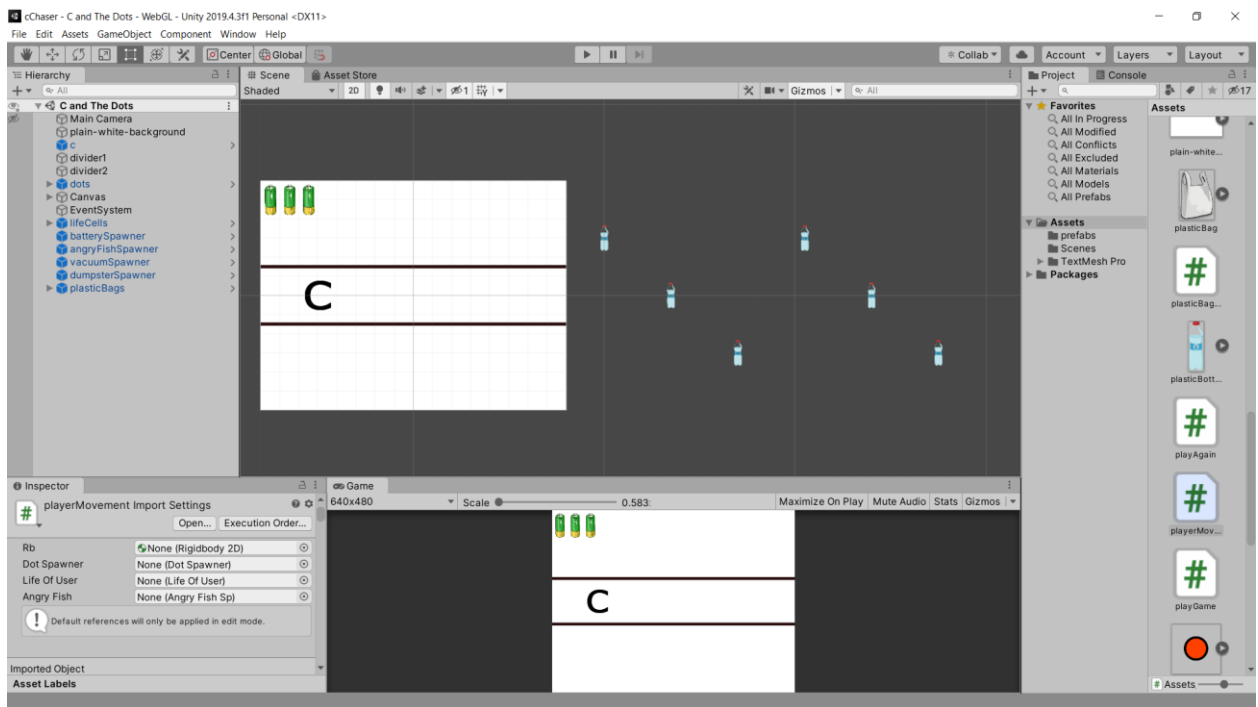 cChaser - C and The Dots - WebGL - Unity 2019.4.3f1 Personal <DX11>
File Edit Assets GameObject Component Window Help
Center Global
Collab Account Layers Layout
Hierarchy
All
C and The Dots
Main Camera
plain-white-background
c
divider1
divider2
dots
Canvas
EventSystem
lifeCells
batterySpawner
angryFishSpawner
vacuumSpawner
dumpsterSpawner
plasticBags
Scene Asset Store
Shaded 2D 1 Gizmos All
C
Project Console
17
Favorites
All In Progress
All Modified
All Conflicts
All Excluded
All Materials
All Models
All Prefabs
Assets
prefabs
Scenes
TextMesh Pro
Packages
Assets
plain-white...
plasticBag
#
plasticBag...
plasticBott...
#
playAgain
#
playerMov...
#
playGame
# Assets
Inspector
# playerMovement Import Settings
Open... Execution Order...
Rb None (Rigidbody 2D)
Dot Spawner None (Dot Spawner)
Life Of User None (Life Of User)
Angry Fish None (Angry Fish Sp)
! Default references will only be applied in edit mode.
Imported Object
Asset Labels
Game
640x480 Scale 0.583: Maximize On Play Mute Audio Stats Gizmos
C